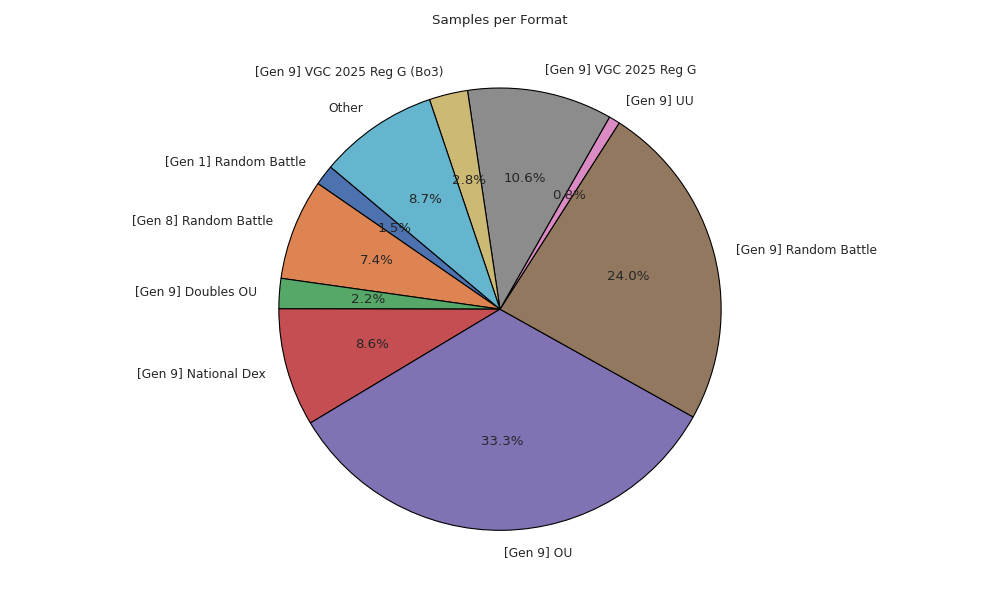 Samples per Format
[Gen 9] VGC 2025 Reg G
[Gen 9] VGC 2025 Reg G (Bo3)
[Gen 9] UU
Other
[Gen 1] Random Battle
2.8%
10.6%
0.8%
8.7%
[Gen 8] Random Battle
1.5%
[Gen 9] Random Battle
7.4%
24.0%
[Gen 9] Doubles OU
2.2%
8.6%
[Gen 9] National Dex
33.3%
[Gen 9] OU